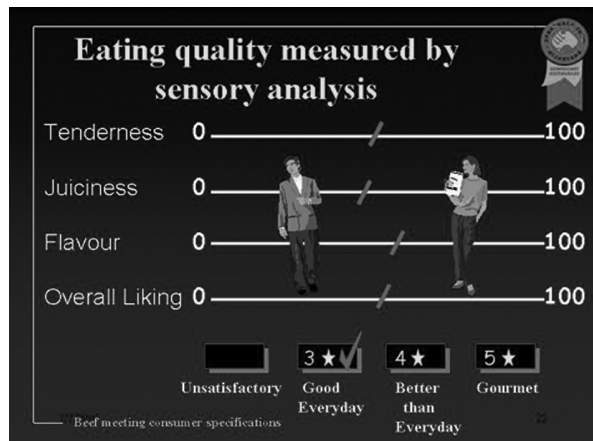 Eating quality measured by
sensory analysis
Tenderness 0 100
Juiciness 0 100
Flavour 0 100
Overall Liking 0 100
3★ 4★ 5★
Unsatisfactory Good Everyday Better than Everyday Gourmet
Beef meeting consumer specifications